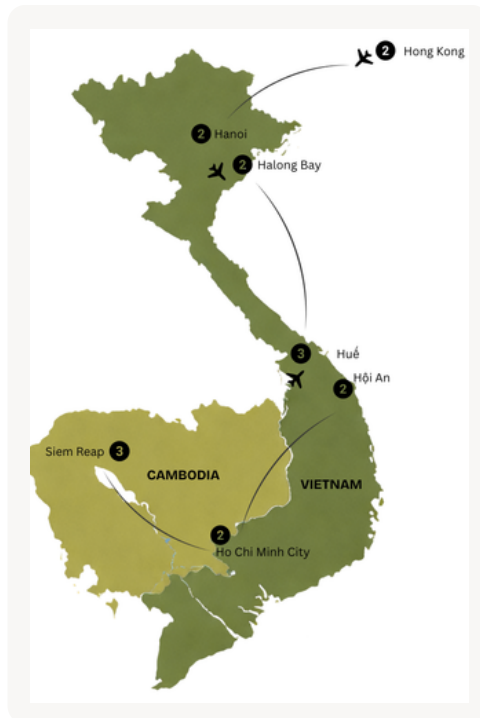 2 Hong Kong
2 Hanoi
2 Halong Bay
3 Huế
Hội An
2
Siem Reap 3
CAMBODIA
VIETNAM
2
Ho Chi Minh City